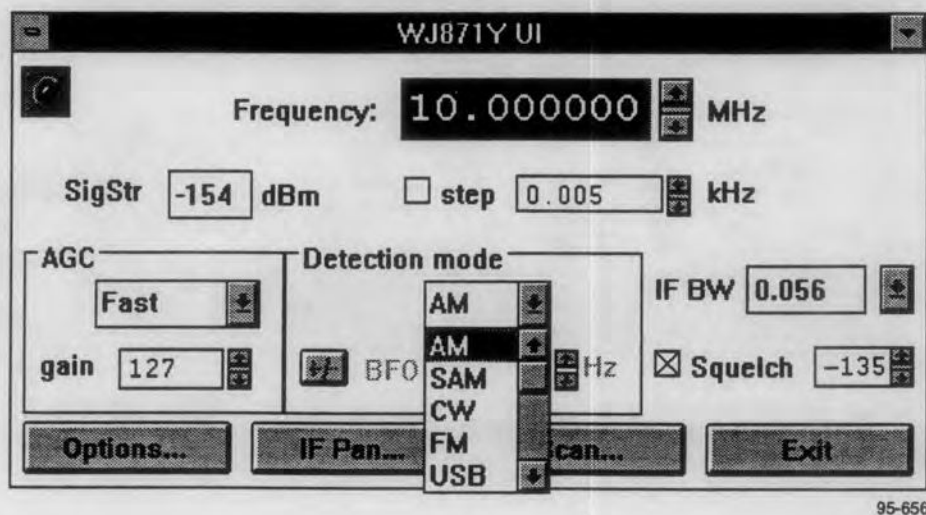 WJ871Y UI
Frequency: 10.000000 MHz
SigStr -154 dBm step 0.005 kHz
AGC
Fast
gain 127
Detection mode
AM
AM
SAM
CW
FM
USB
+/- BFO Hz
IF BW 0.056
Squelch -135
Options... IF Pan... can... Exit
95-656